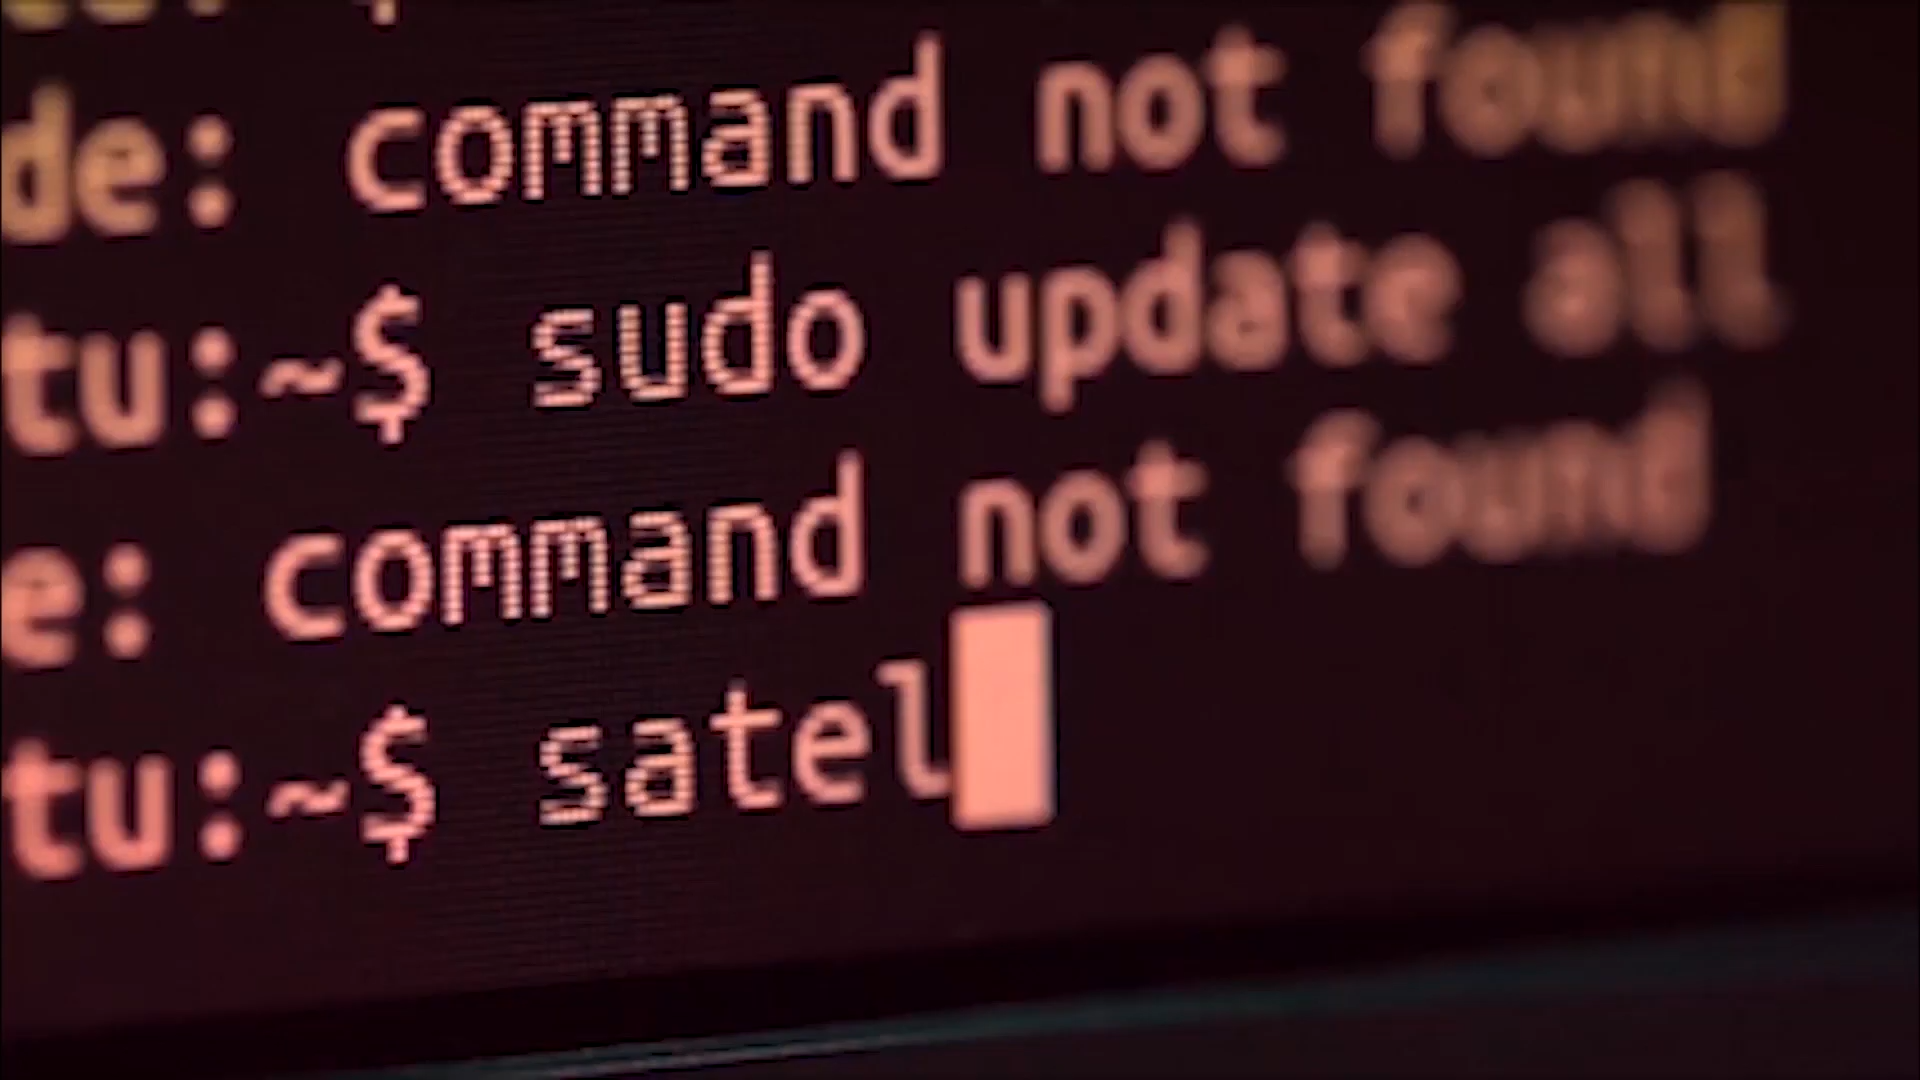 de: command not found
tu:~$ sudo update all
e: command not found
tu:~$ satel